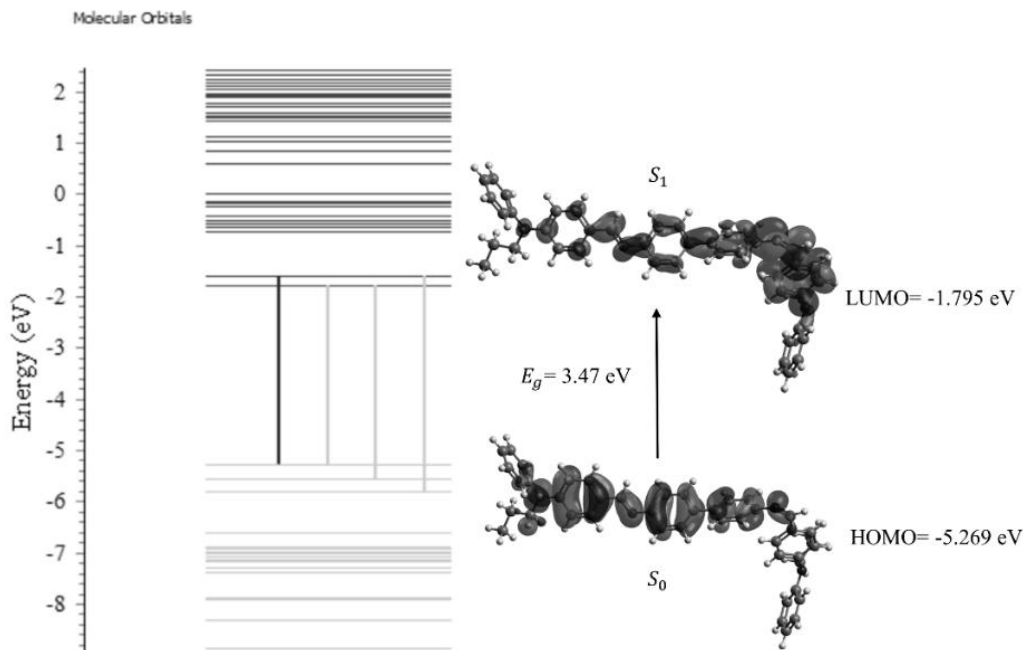 Molecular Orbitals
Energy (eV)
2
1
0
-1
-2
-3
-4
-5
-6
-7
-8
S₁
LUMO= -1.795 eV
E_g= 3.47 eV
HOMO= -5.269 eV
S₀